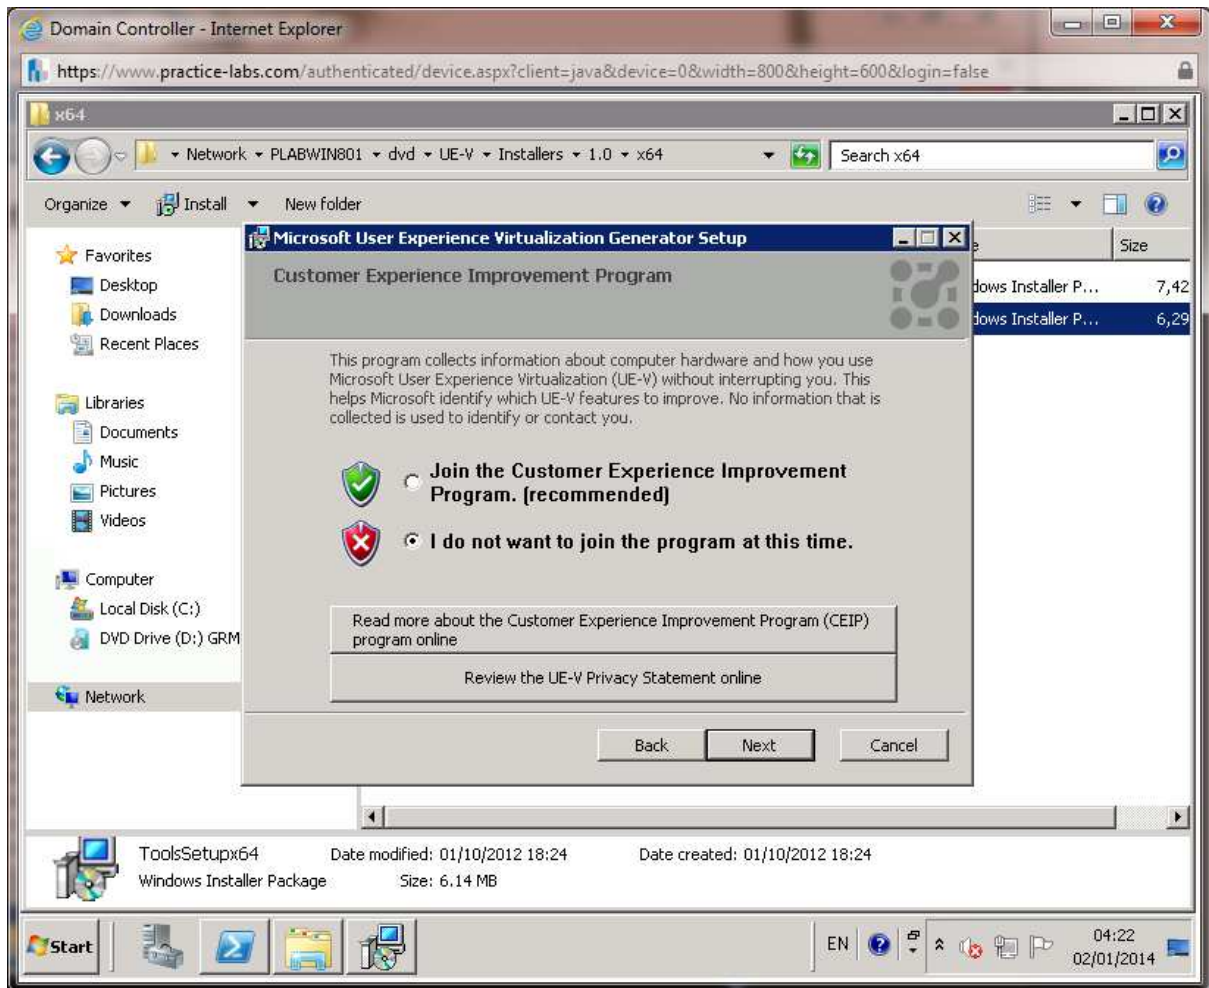 Domain Controller - Internet Explorer
https://www.practice-labs.com/authenticated/device.aspx?client=java&device=0&width=800&height=600&login=false
x64
Network PLABWIN801 dvd UE-V Installers 1.0 x64
Search x64
Organize Install New folder
Favorites
Desktop
Downloads
Recent Places
Libraries
Documents
Music
Pictures
Videos
Computer
Local Disk (C:)
DVD Drive (D:) GRM
Network
Size
dows Installer P... 7,42
dows Installer P... 6,29
Microsoft User Experience Virtualization Generator Setup
Customer Experience Improvement Program
This program collects information about computer hardware and how you use
Microsoft User Experience Virtualization (UE-V) without interrupting you. This
helps Microsoft identify which UE-V features to improve. No information that is
collected is used to identify or contact you.
Join the Customer Experience Improvement
Program. (recommended)
I do not want to join the program at this time.
Read more about the Customer Experience Improvement Program (CEIP)
program online
Review the UE-V Privacy Statement online
Back Next Cancel
ToolsSetupx64 Date modified: 01/10/2012 18:24 Date created: 01/10/2012 18:24
Windows Installer Package Size: 6.14 MB
Start
EN
04:22
02/01/2014